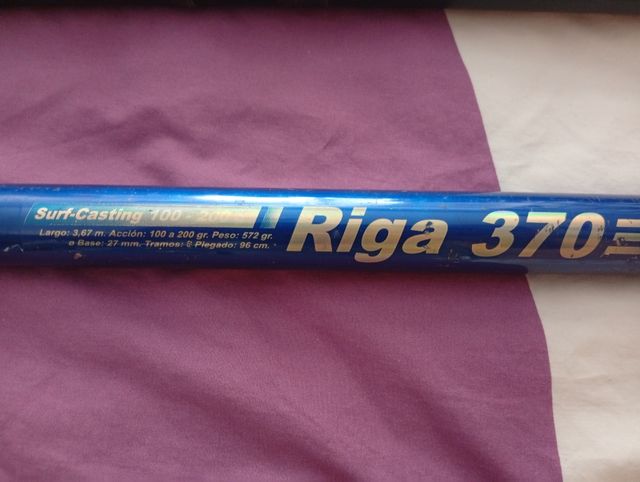 Surf-Casting 100 - 200
Riga 370
Largo: 3,67 m. Acción: 100 a 200 gr. Peso: 572 gr.
ø Base: 27 mm. Tramos: Plegado: 96 cm.